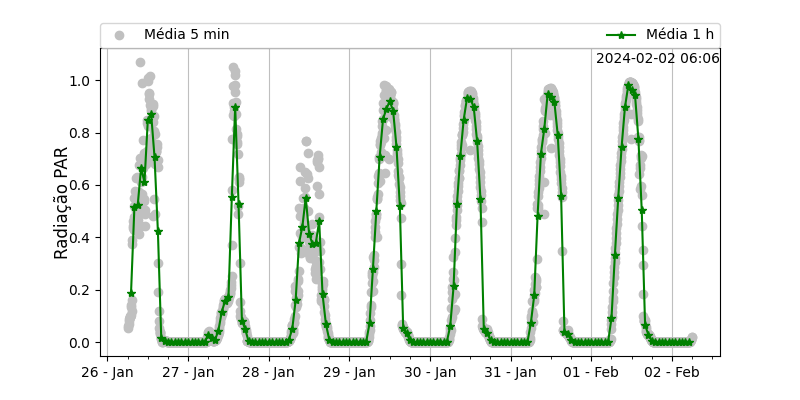 Média 5 min
Média 1 h
2024-02-02 06:06
Radiação PAR
1.0
0.8
0.6
0.4
0.2
0.0
26 - Jan
27 - Jan
28 - Jan
29 - Jan
30 - Jan
31 - Jan
01 - Feb
02 - Feb